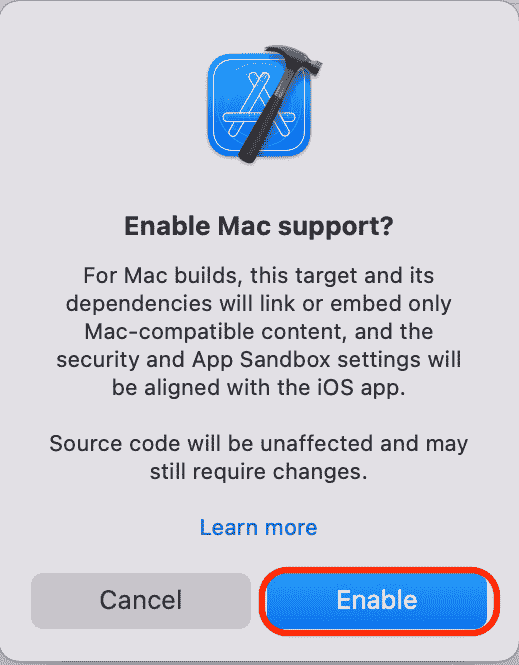 Enable Mac support?
For Mac builds, this target and its
dependencies will link or embed only
Mac-compatible content, and the
security and App Sandbox settings will
be aligned with the iOS app.
Source code will be unaffected and may
still require changes.
Learn more
Cancel
Enable